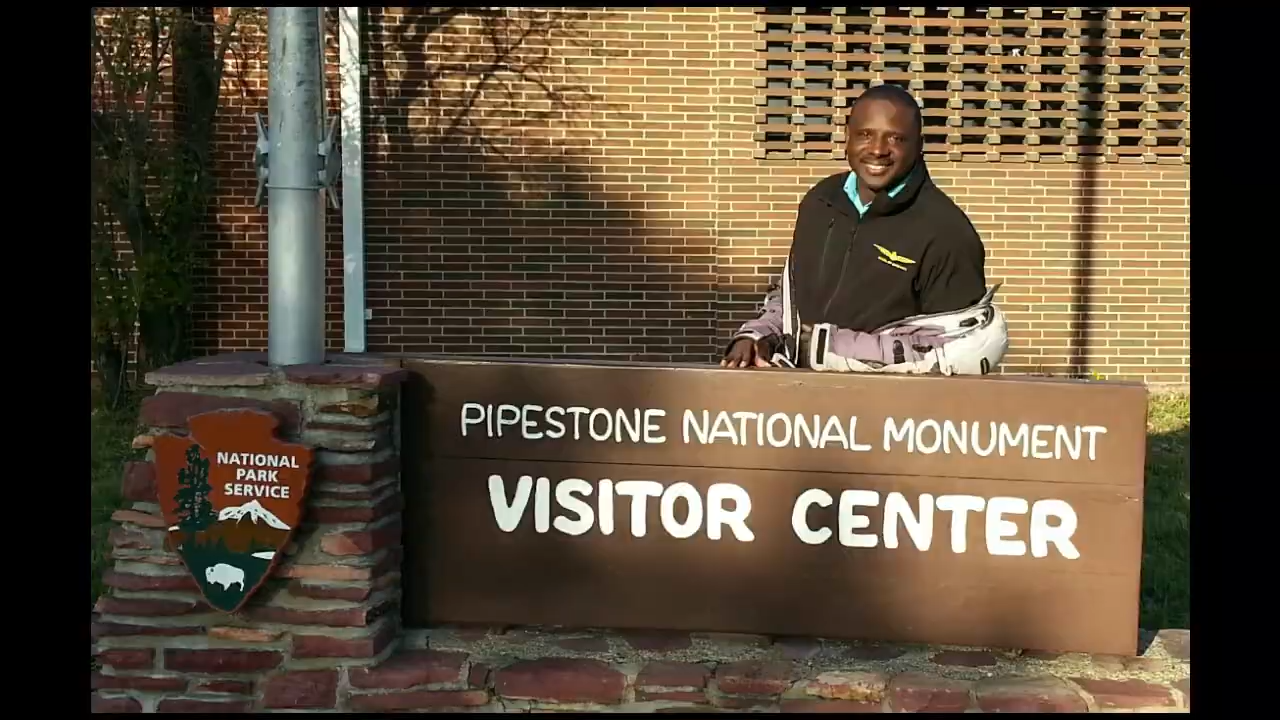 NATIONAL
PARK
SERVICE
PIPESTONE NATIONAL MONUMENT
VISITOR CENTER